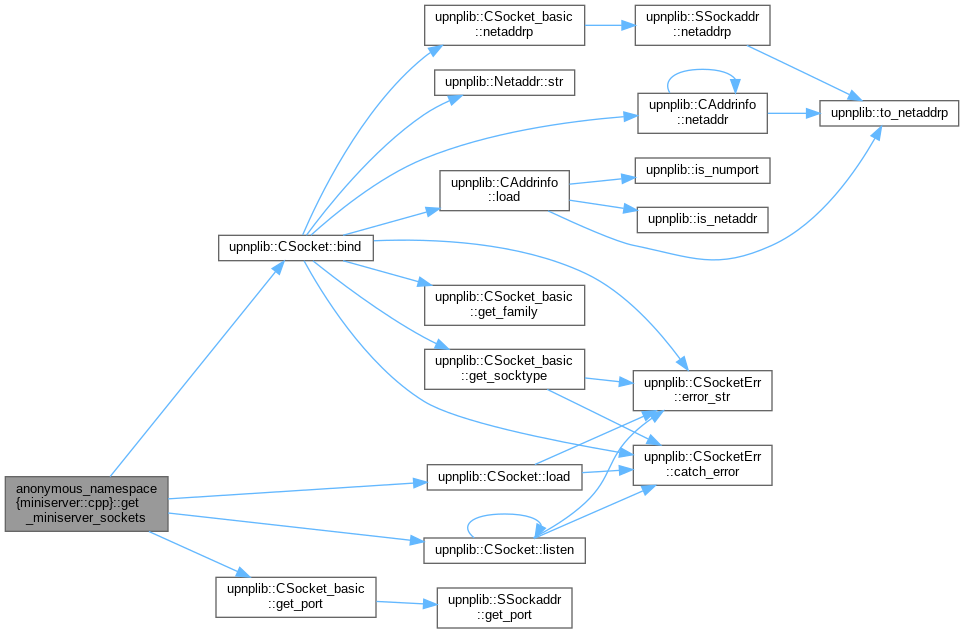 upnplib::CSocket_basic
::netaddrp
upnplib::SSockaddr
::netaddrp
upnplib::Netaddr::str
upnplib::CAddrinfo
::netaddr
upnplib::to_netaddrp
upnplib::CAddrinfo
::load
upnplib::is_numport
upnplib::is_netaddr
upnplib::CSocket::bind
upnplib::CSocket_basic
::get_family
upnplib::CSocket_basic
::get_socktype
upnplib::CSocketErr
::error_str
upnplib::CSocketErr
::catch_error
upnplib::CSocket::load
anonymous_namespace
{miniserver::cpp}::get
_miniserver_sockets
upnplib::CSocket::listen
upnplib::CSocket_basic
::get_port
upnplib::SSockaddr
::get_port